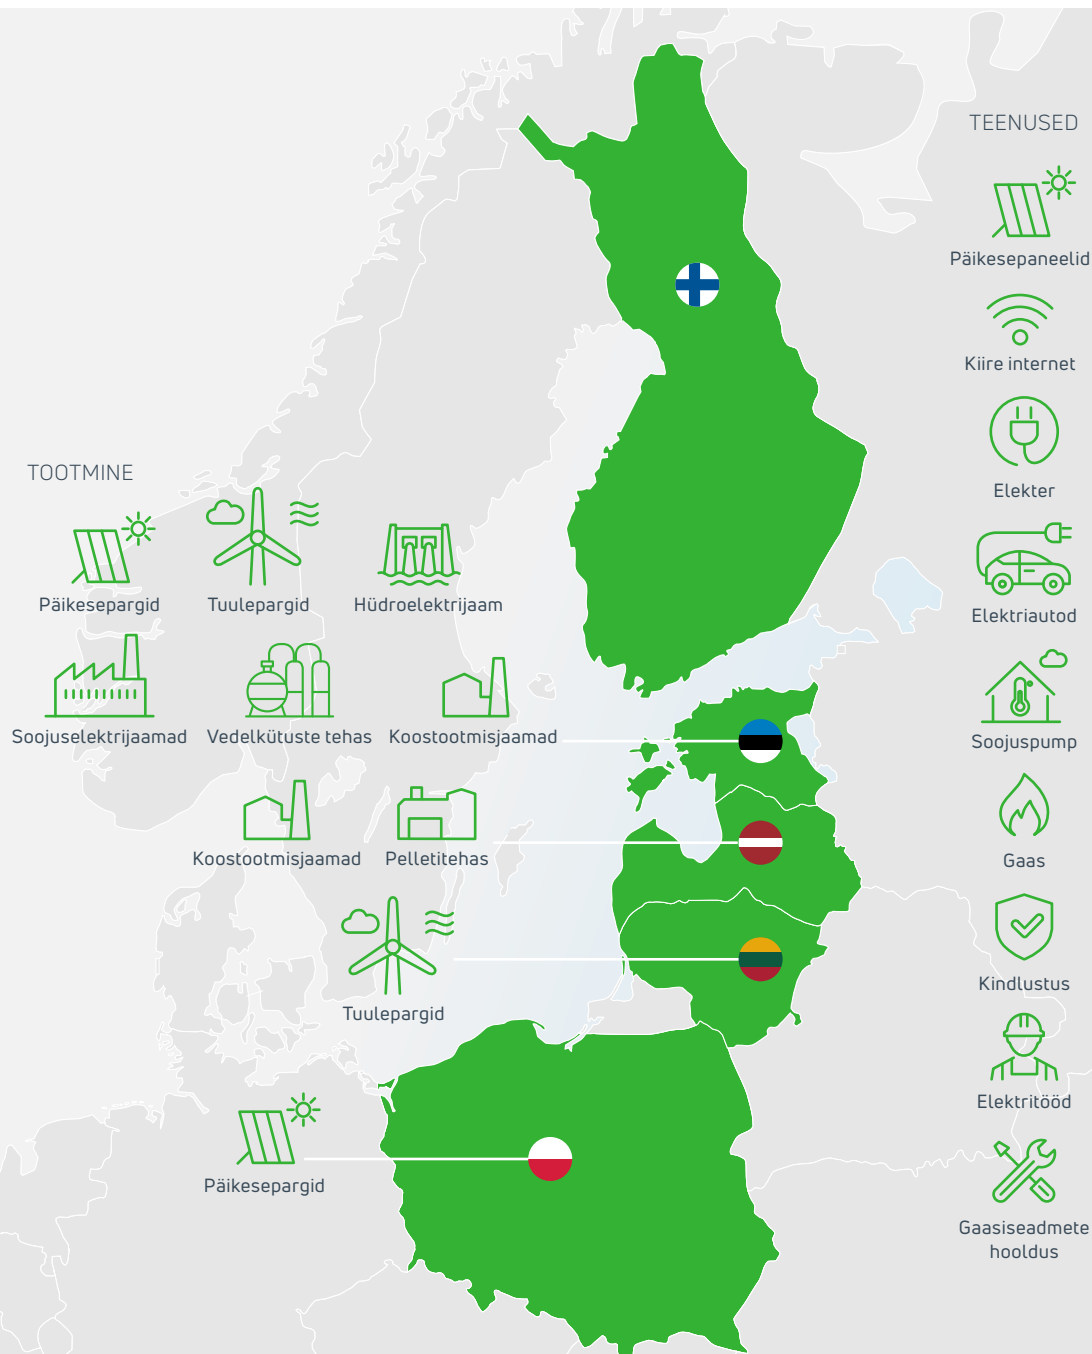 TOOTMINE
Päikesepargid
Tuulepargid
Hüdroelektrijaam
Soojuselektrijaamad
Vedelkütuste tehas
Koostootmisjaamad
Koostootmisjaamad
Pelletitehas
Tuulepargid
Päikesepargid
TEENUSED
Päikesepaneelid
Kiire internet
Elekter
Elektriautod
Soojuspump
Gaas
Kindlustus
Elektritööd
Gaasiseadmete
hooldus